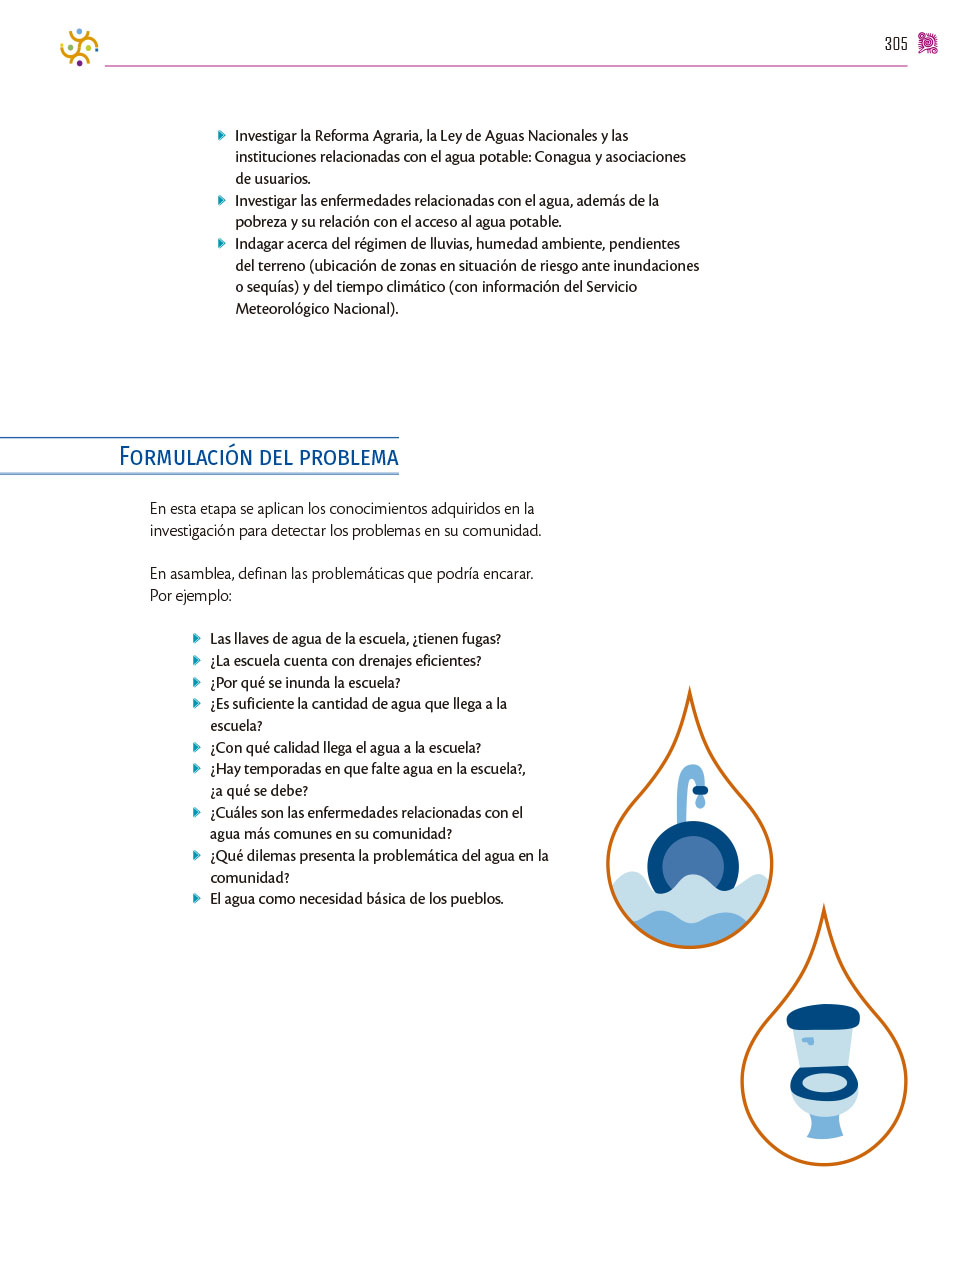 305
Investigar la Reforma Agraria, la Ley de Aguas Nacionales y las
instituciones relacionadas con el agua potable: Conagua y asociaciones
de usuarios.
Investigar las enfermedades relacionadas con el agua, además de la
pobreza y su relación con el acceso al agua potable.
Indagar acerca del régimen de lluvias, humedad ambiente, pendientes
del terreno (ubicación de zonas en situación de riesgo ante inundaciones
o sequías) y del tiempo climático (con información del Servicio
Meteorológico Nacional).
Formulación del problema
En esta etapa se aplican los conocimientos adquiridos en la
investigación para detectar los problemas en su comunidad.
En asamblea, definan las problemáticas que podría encarar.
Por ejemplo:
Las llaves de agua de la escuela, ¿tienen fugas?
¿La escuela cuenta con drenajes eficientes?
¿Por qué se inunda la escuela?
¿Es suficiente la cantidad de agua que llega a la
escuela?
¿Con qué calidad llega el agua a la escuela?
¿Hay temporadas en que falte agua en la escuela?,
¿a qué se debe?
¿Cuáles son las enfermedades relacionadas con el
agua más comunes en su comunidad?
¿Qué dilemas presenta la problemática del agua en la
comunidad?
El agua como necesidad básica de los pueblos.